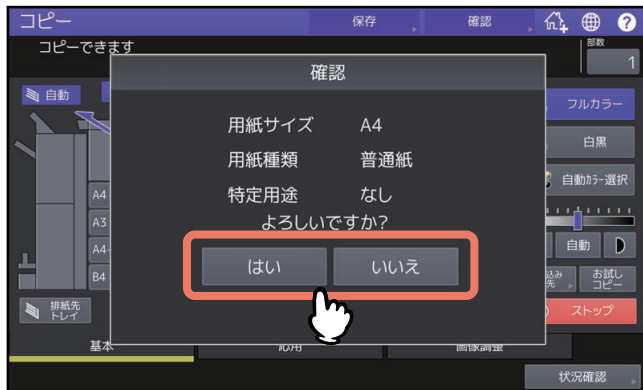 コピー
保存
確認
?
コピーできます
部数
1
自動
確認
用紙サイズ A4
用紙種類 普通紙
特定用途 なし
よろしいですか?
はい いいえ
A4
A3
A4-
B4
排紙先
トレイ
フルカラー
白黒
自動カラー選択
自動
込み
先
お試し
コピー
ストップ
基本
応用
画像調整
状況確認